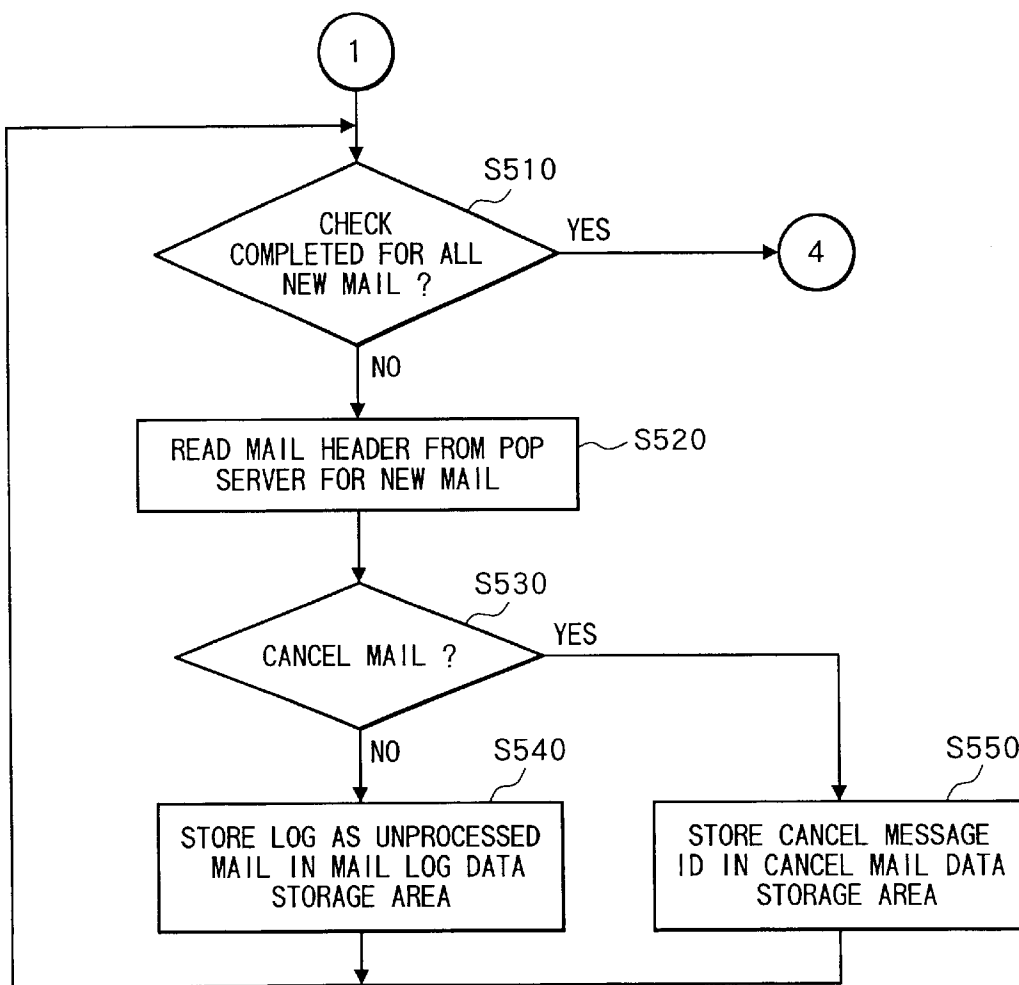 1
S510
CHECK
COMPLETED FOR ALL
NEW MAIL ?
YES
4
NO
READ MAIL HEADER FROM POP
SERVER FOR NEW MAIL
S520
S530
CANCEL MAIL ?
YES
NO
S540
STORE LOG AS UNPROCESSED
MAIL IN MAIL LOG DATA
STORAGE AREA
S550
STORE CANCEL MESSAGE
ID IN CANCEL MAIL DATA
STORAGE AREA